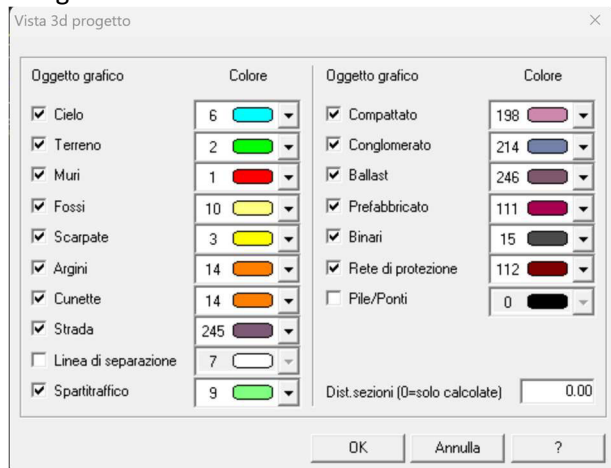 Vista 3d progetto
Oggetto grafico Colore
Cielo 6
Terreno 2
Muri 1
Fossi 10
Scarpate 3
Argini 14
Cunette 14
Strada 245
Linea di separazione 7
Spartitraffico 9
Oggetto grafico Colore
Compattato 198
Conglomerato 214
Ballast 246
Prefabbricato 111
Binari 15
Rete di protezione 112
Pile/Ponti 0
Dist.sezioni (0=solo calcolate) 0.00
OK Annulla ?